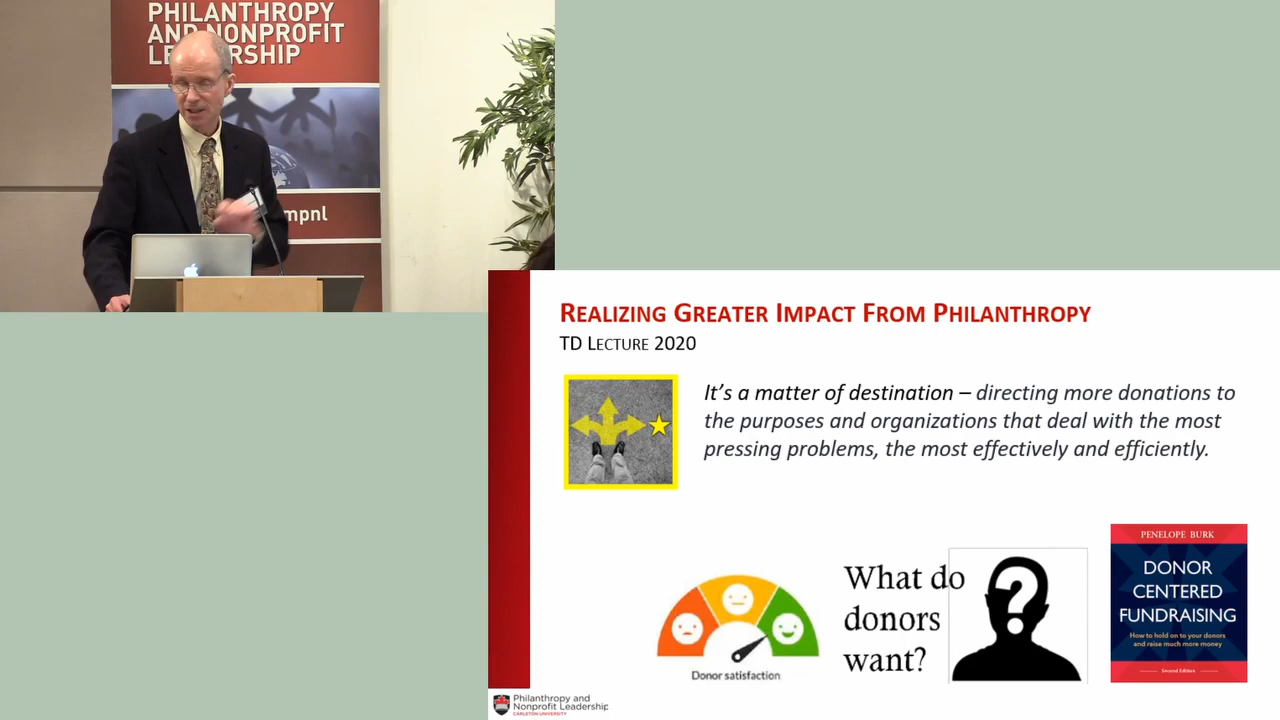 PHILANTHROPY
AND NONPROFIT
LE RSHIP
mpnl
REALIZING GREATER IMPACT FROM PHILANTHROPY
TD LECTURE 2020
It’s a matter of destination – directing more donations to
the purposes and organizations that deal with the most
pressing problems, the most effectively and efficiently.
What do
donors
want?
Donor satisfaction
PENELOPE BURK
DONOR
CENTERED
FUNDRAISING
How to hold on to your donors
and raise much more money
Second Edition
Philanthropy and
Nonprofit Leadership
CARLETON UNIVERSITY